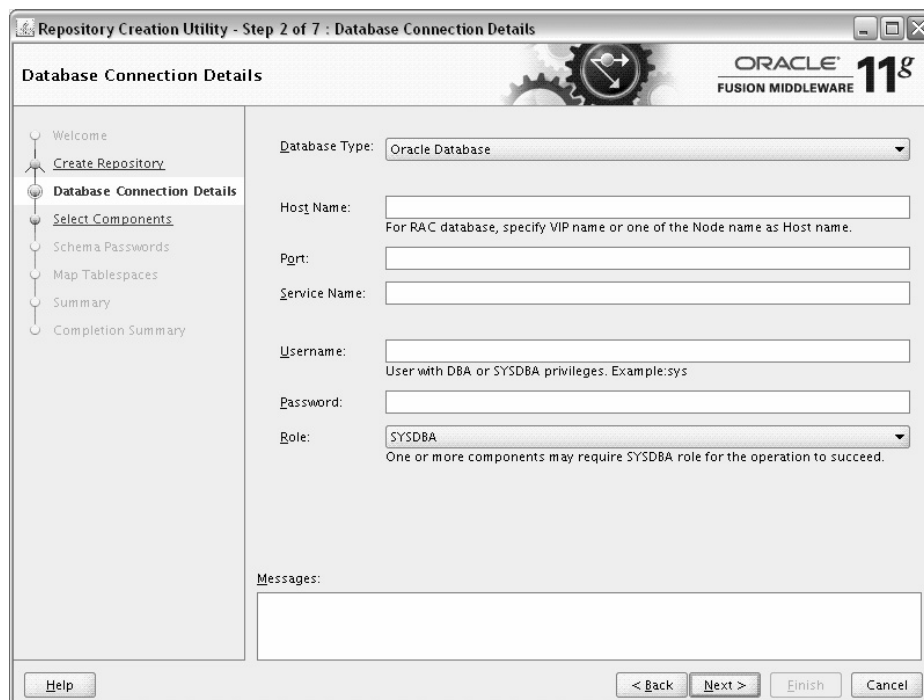 Repository Creation Utility - Step 2 of 7 : Database Connection Details
Database Connection Details
ORACLE
FUSION MIDDLEWARE 11g
Welcome
Create Repository
Database Connection Details
Select Components
Schema Passwords
Map Tablespaces
Summary
Completion Summary
Database Type: Oracle Database
Host Name:
For RAC database, specify VIP name or one of the Node name as Host name.
Port:
Service Name:
Username:
User with DBA or SYSDBA privileges. Example:sys
Password:
Role: SYSDBA
One or more components may require SYSDBA role for the operation to succeed.
Messages:
Help < Back Next > Finish Cancel